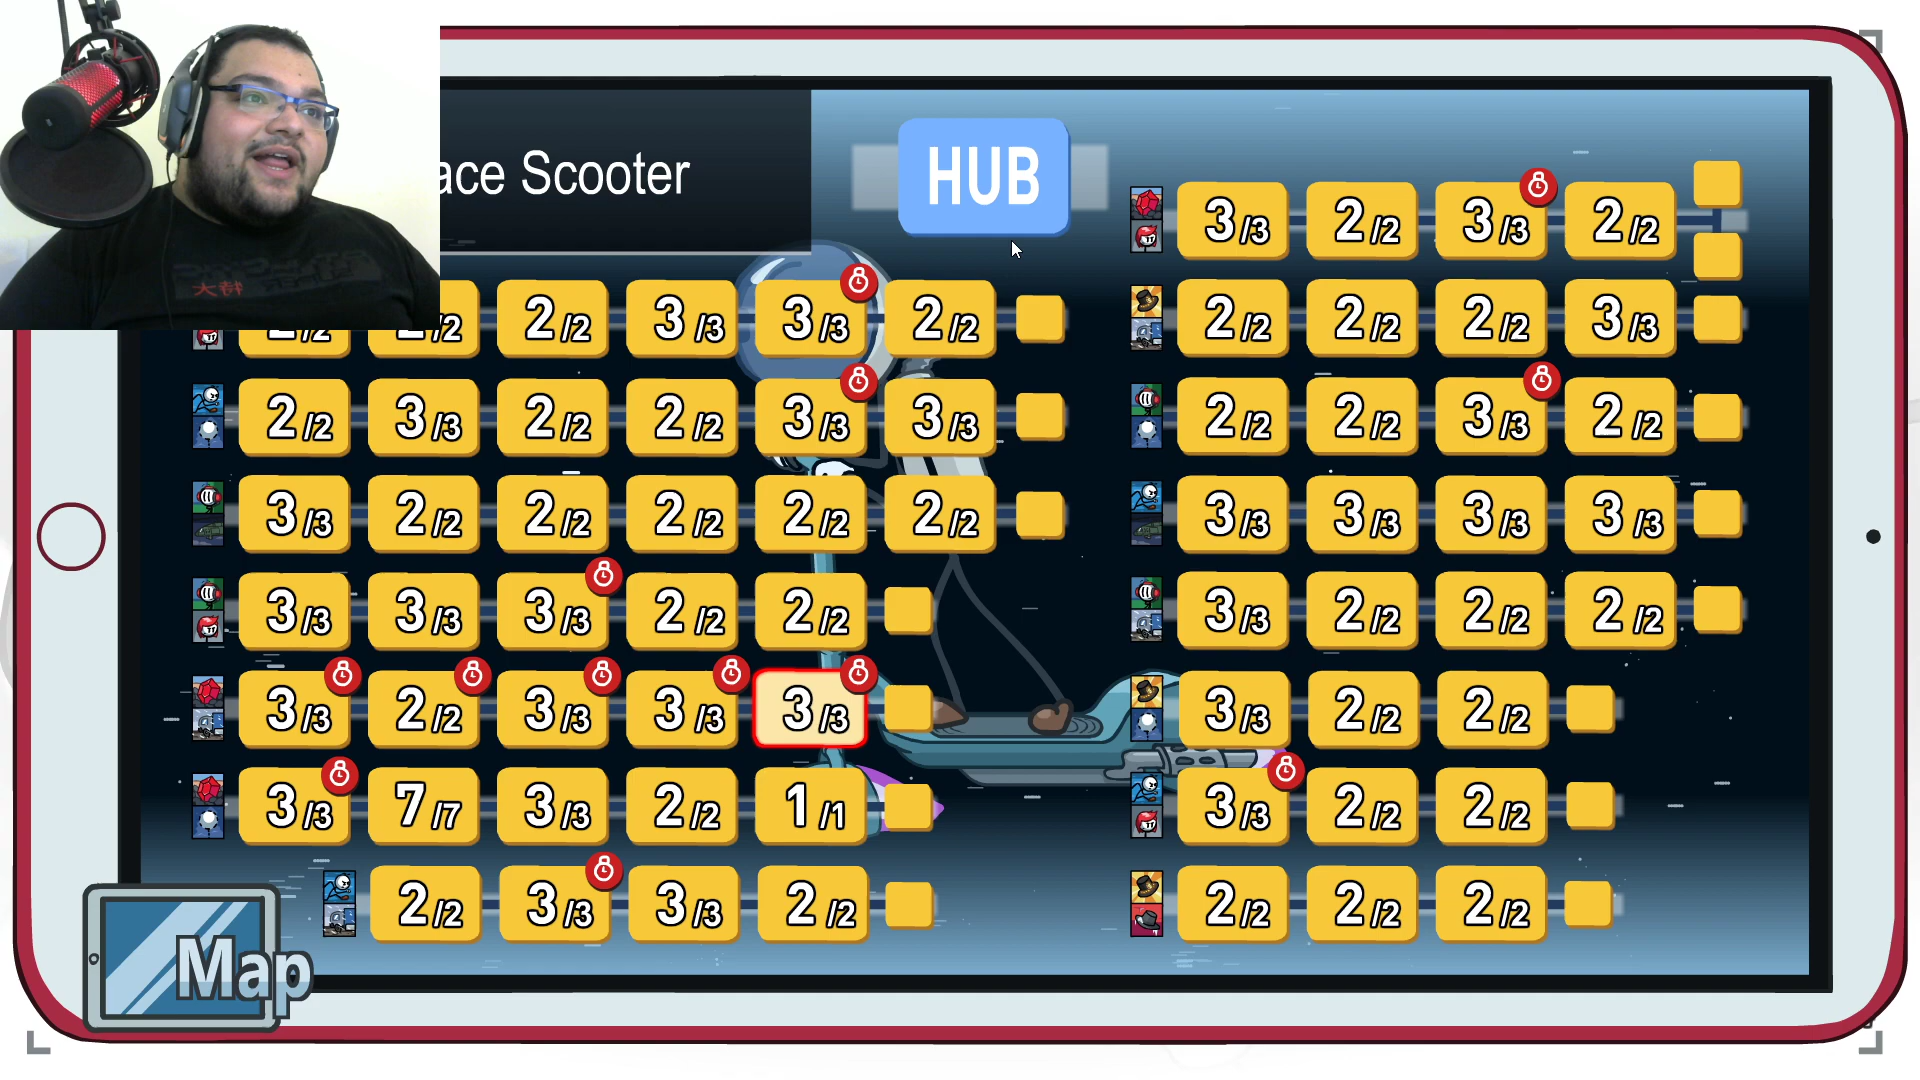 ace Scooter
HUB
3/3 2/2 3/3 2/2
2/2 2/2 2/2 3/3 3/3 2/2
2/2 2/2 2/2 3/3
2/2 3/3 2/2 2/2 3/3 3/3
2/2 2/2 3/3 2/2
3/3 2/2 2/2 2/2 2/2 2/2
3/3 3/3 3/3 3/3
3/3 3/3 3/3 2/2 2/2
3/3 2/2 2/2 2/2
3/3 2/2 3/3 3/3 3/3
3/3 2/2 2/2
3/3 7/7 3/3 2/2 1/1
3/3 2/2 2/2
2/2 3/3 3/3 2/2
2/2 2/2 2/2
Map